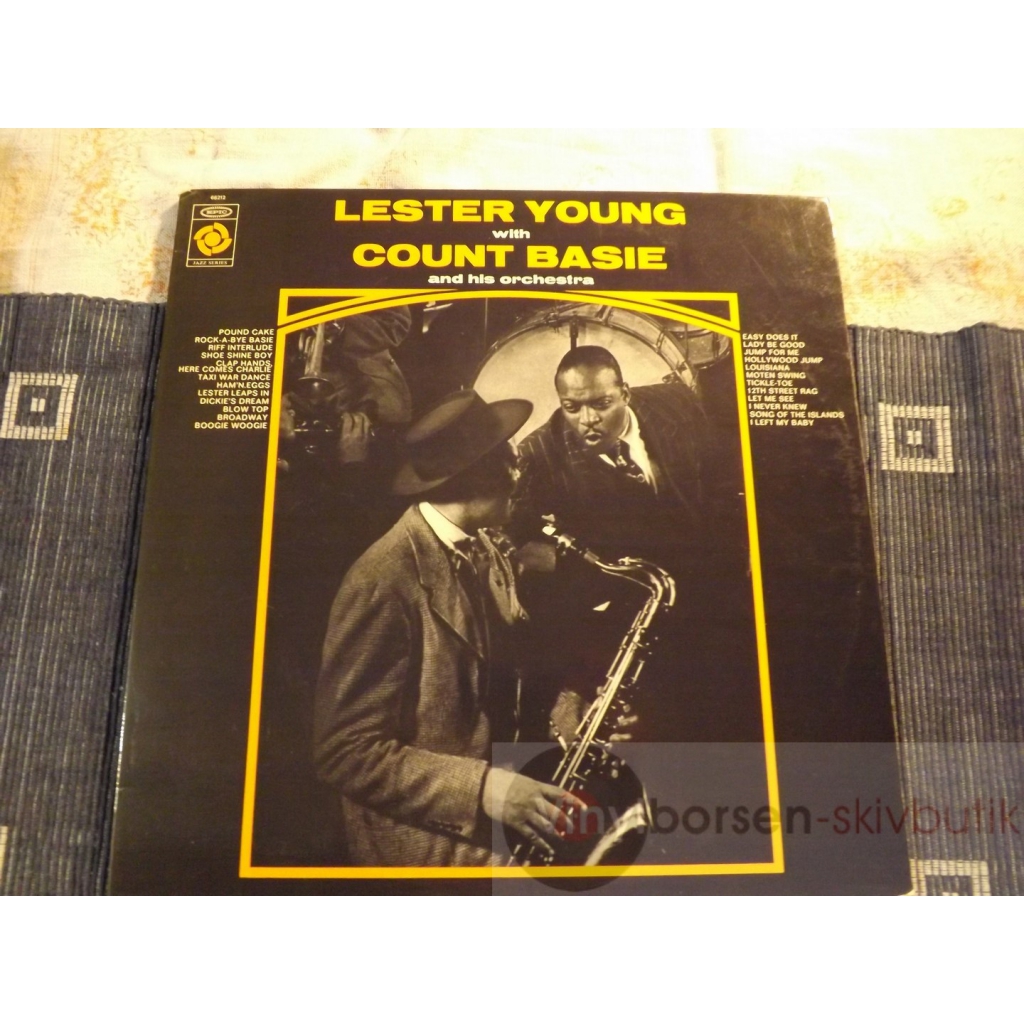 68213
EPIC
JAZZ SERIES
LESTER YOUNG
with
COUNT BASIE
and his orchestra
POUND CAKE
ROCK-A-BYE BASIE
RIFF INTERLUDE
SHOE SHINE BOY
CLAP HANDS,
HERE COMES CHARLIE
TAXI WAR DANCE
HAM'N.EGGS
LESTER LEAPS IN
DICKIE'S DREAM
BLOW TOP
BROADWAY
BOOGIE WOOGIE
EASY DOES IT
LADY BE GOOD
JUMP FOR ME
HOLLYWOOD JUMP
LOUISIANA
MOTEN SWING
TICKLE-TOE
12TH STREET RAG
LET ME SEE
I NEVER KNEW
SONG OF THE ISLANDS
I LEFT MY BABY
vinylborsen-skivbutik